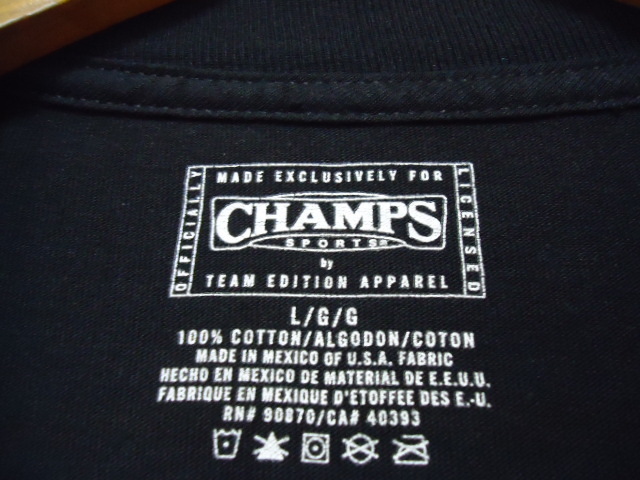 MADE EXCLUSIVELY FOR
OFFICIALLY
LICENSED
CHAMPS
SPORTS®
by
TEAM EDITION APPAREL
L/G/G
100% COTTON/ALGODON/COTON
MADE IN MEXICO OF U.S.A. FABRIC
HECHO EN MEXICO DE MATERIAL DE E.E.U.U.
FABRIQUE EN MEXIQUE D'ETOFFEE DES E.-U.
RN# 90870/CA# 40393